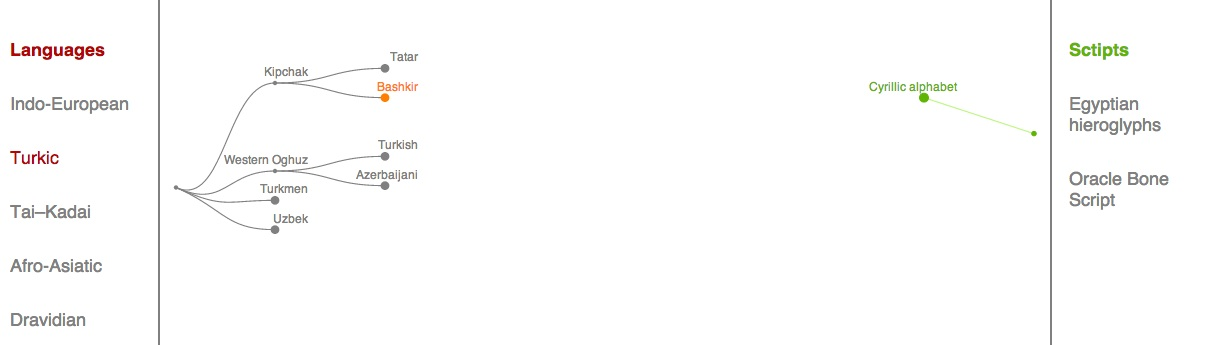 Languages
Indo-European
Turkic
Tai–Kadai
Afro-Asiatic
Dravidian
Tatar
Kipchak
Bashkir
Turkish
Western Oghuz
Azerbaijani
Turkmen
Uzbek
Cyrillic alphabet
Sctipts
Egyptian
hieroglyphs
Oracle Bone
Script